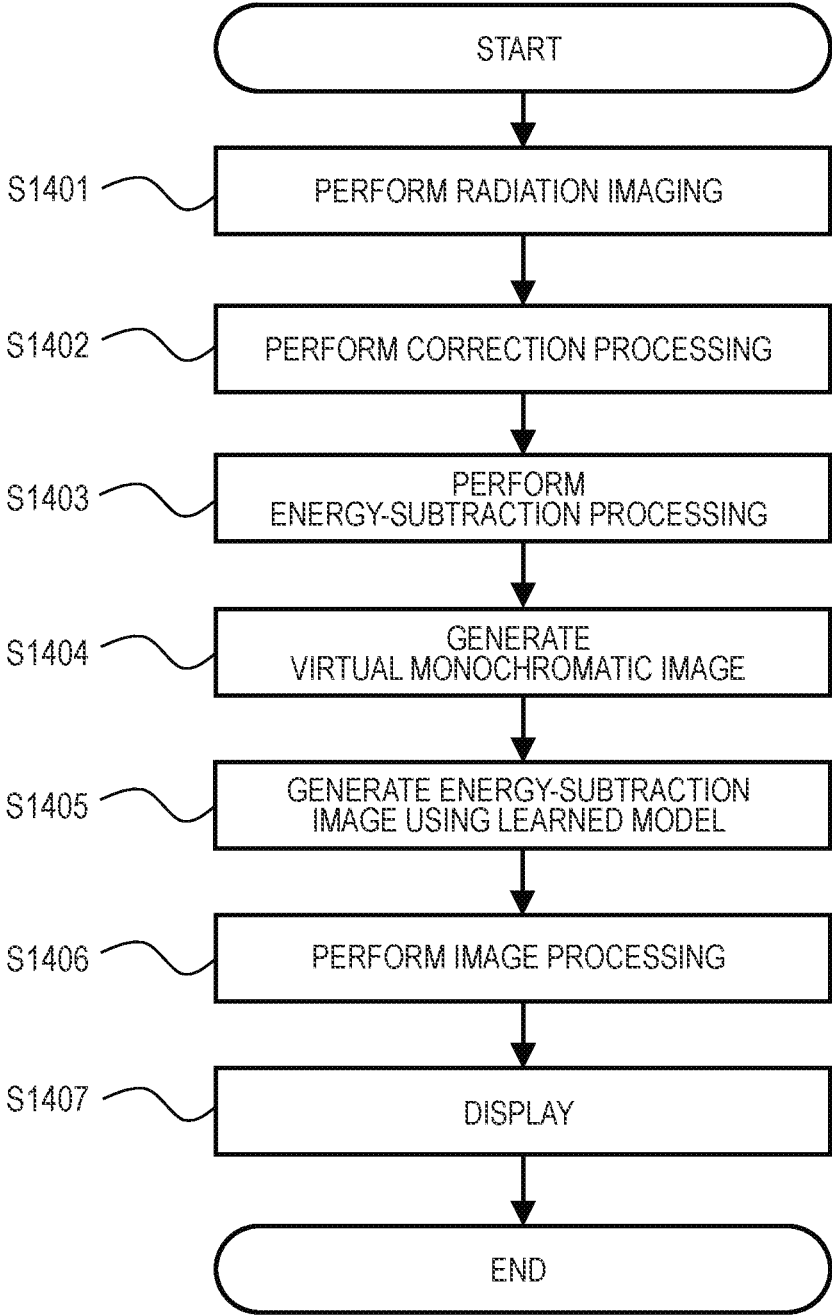 START
S1401
PERFORM RADIATION IMAGING
S1402
PERFORM CORRECTION PROCESSING
S1403
PERFORM
ENERGY-SUBTRACTION PROCESSING
S1404
GENERATE
VIRTUAL MONOCHROMATIC IMAGE
S1405
GENERATE ENERGY-SUBTRACTION
IMAGE USING LEARNED MODEL
S1406
PERFORM IMAGE PROCESSING
S1407
DISPLAY
END